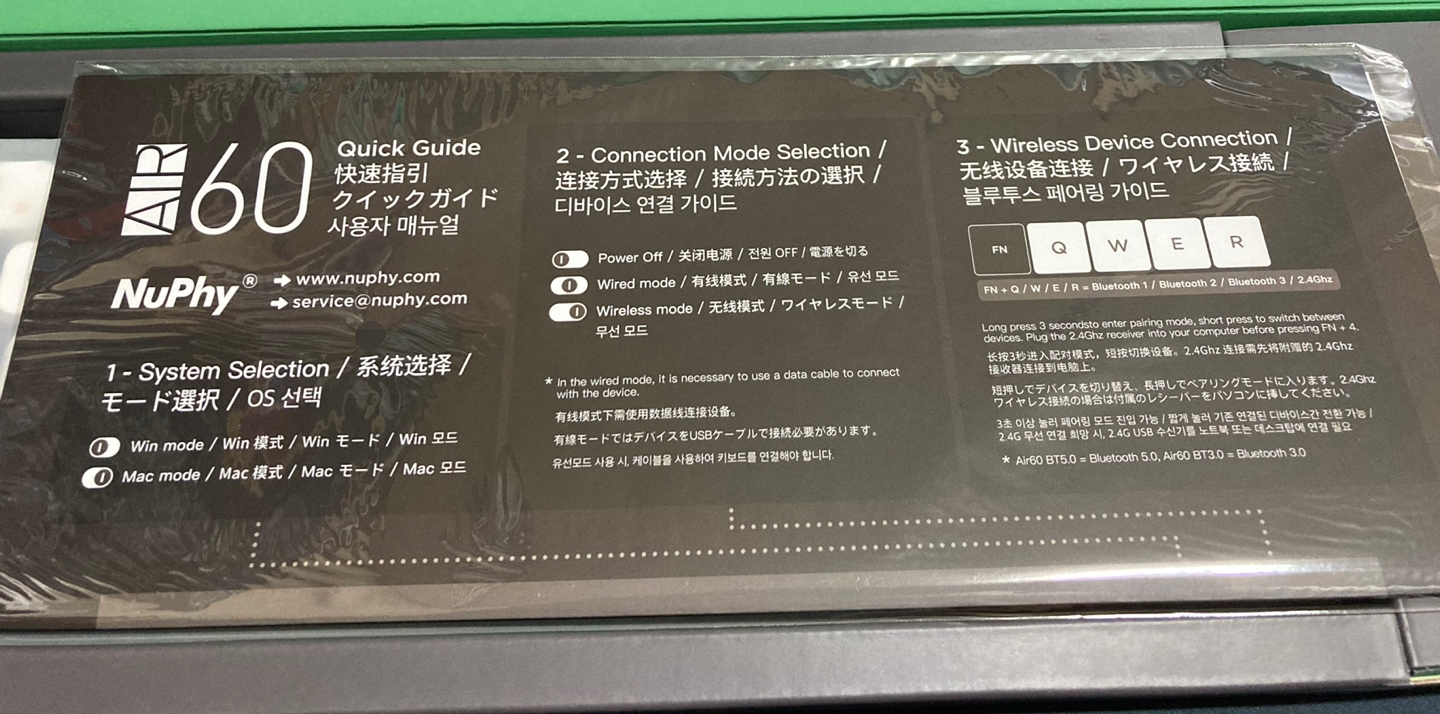 AIR60
Quick Guide
快速指引
クイックガイド
사용자 매뉴얼
NuPhy®
➔ www.nuphy.com
➔ service@nuphy.com
1 - System Selection / 系统选择 /
モード選択 / OS 선택
Win mode / Win 模式 / Win モード / Win 모드
Mac mode / Mac 模式 / Mac モード / Mac 모드
2 - Connection Mode Selection /
连接方式选择 / 接続方法の選択 /
디바이스 연결 가이드
Power Off / 关闭电源 / 전원 OFF / 電源を切る
Wired mode / 有线模式 / 有線モード / 유선 모드
Wireless mode / 无线模式 / ワイヤレスモード /
무선 모드
* In the wired mode, it is necessary to use a data cable to connect
with the device.
有线模式下需使用数据线连接设备。
有線モードではデバイスをUSBケーブルで接続必要があります。
유선모드 사용 시, 케이블을 사용하여 키보드를 연결해야 합니다.
3 - Wireless Device Connection /
无线设备连接 / ワイヤレス接続 /
블루투스 페어링 가이드
FN Q W E R
FN + Q / W / E / R = Bluetooth 1 / Bluetooth 2 / Bluetooth 3 / 2.4Ghz
Long press 3 secondsto enter pairing mode, short press to switch between
devices. Plug the 2.4Ghz receiver into your computer before pressing FN + 4.
长按3秒进入配对模式，短按切换设备。2.4Ghz 连接需先将附赠的 2.4Ghz
接收器连接到电脑上。
短押してデバイスを切り替え、長押してペアリングモードに入ります。2.4Ghz
ワイヤレス接続の場合は付属のレシーバーをパソコンに挿してください。
3초 이상 눌러 페어링 모드 진입 가능 / 짧게 눌러 기존 연결된 디바이스간 전환 가능 /
2.4G 무선 연결 희망 시, 2.4G USB 수신기를 노트북 또는 데스크탑에 연결 필요
* Air60 BT5.0 = Bluetooth 5.0, Air60 BT3.0 = Bluetooth 3.0